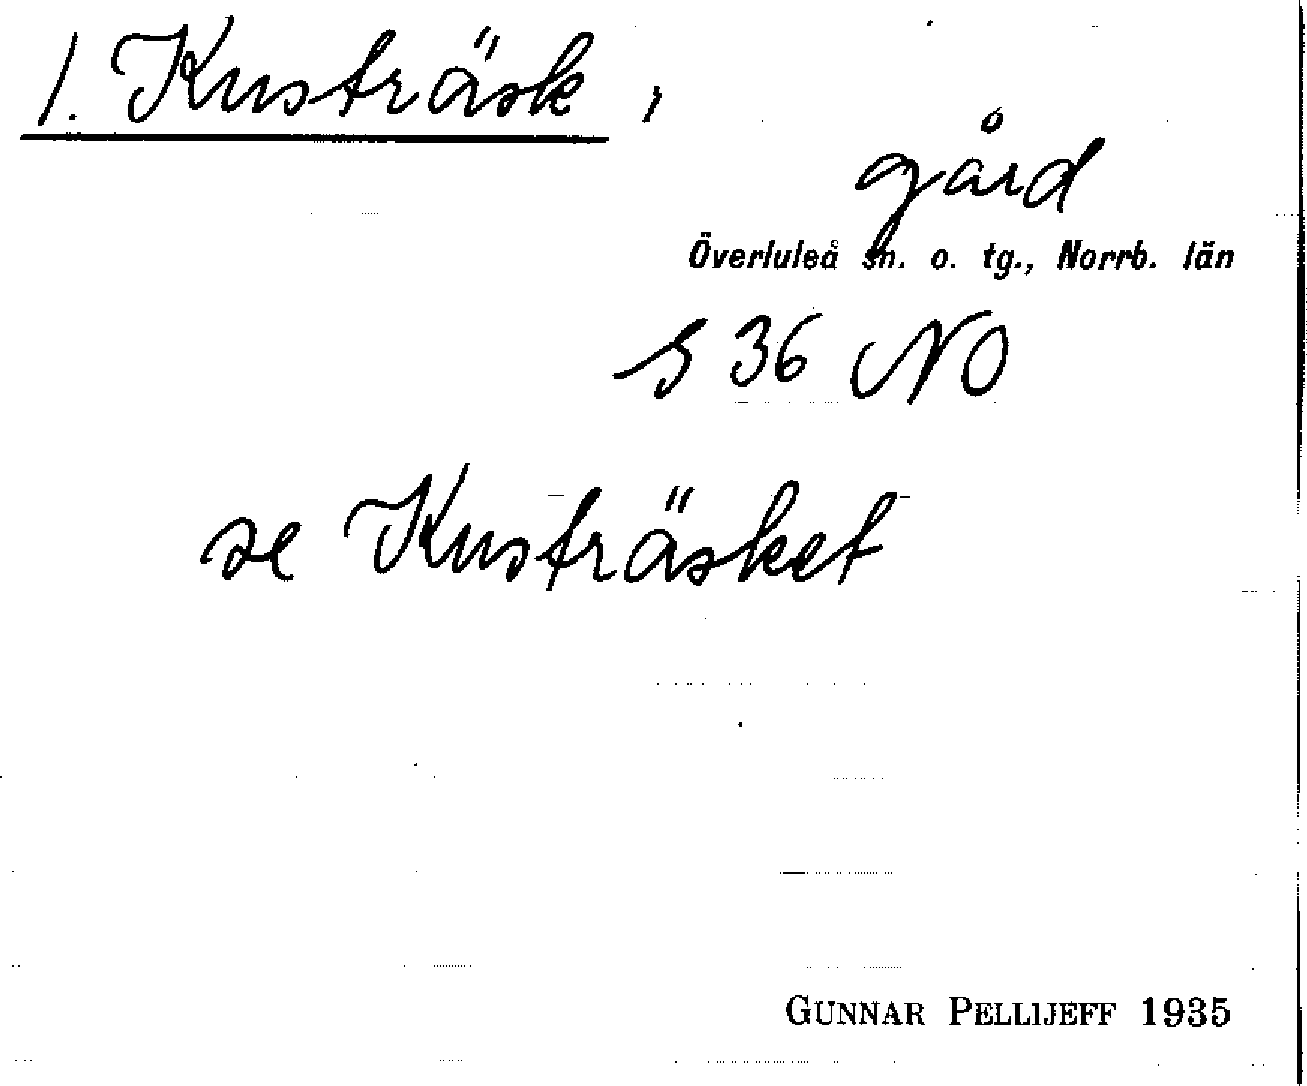 1. Kusträsk,
gård
Överluleå sn. o. tg., Norrb. län
S 36 NO
se Kusträsket
GUNNAR PELLIJEFF 1935